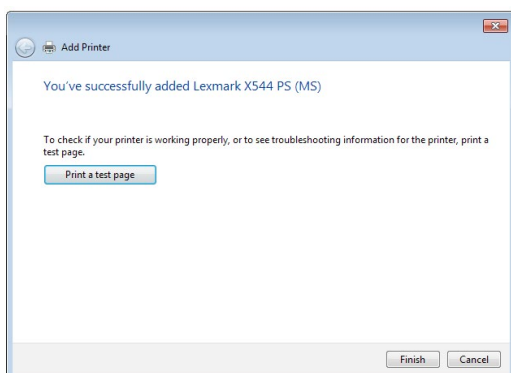 Add Printer
You've successfully added Lexmark X544 PS (MS)
To check if your printer is working properly, or to see troubleshooting information for the printer, print a
test page.
Print a test page
Finish Cancel